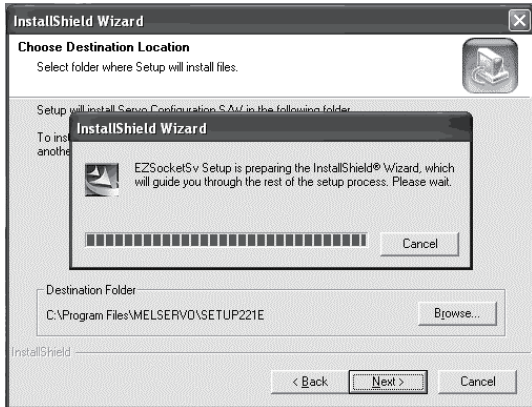 InstallShield Wizard
Choose Destination Location
Select folder where Setup will install files.
Setup will install Servo Configuration S/W in the following folder.
To inst
anothe
InstallShield Wizard
EZSocketSv Setup is preparing the InstallShield® Wizard, which
will guide you through the rest of the setup process. Please wait.
Cancel
Destination Folder
C:\Program Files\MELSERVO\SETUP221E
Browse...
InstallShield
< Back
Next >
Cancel